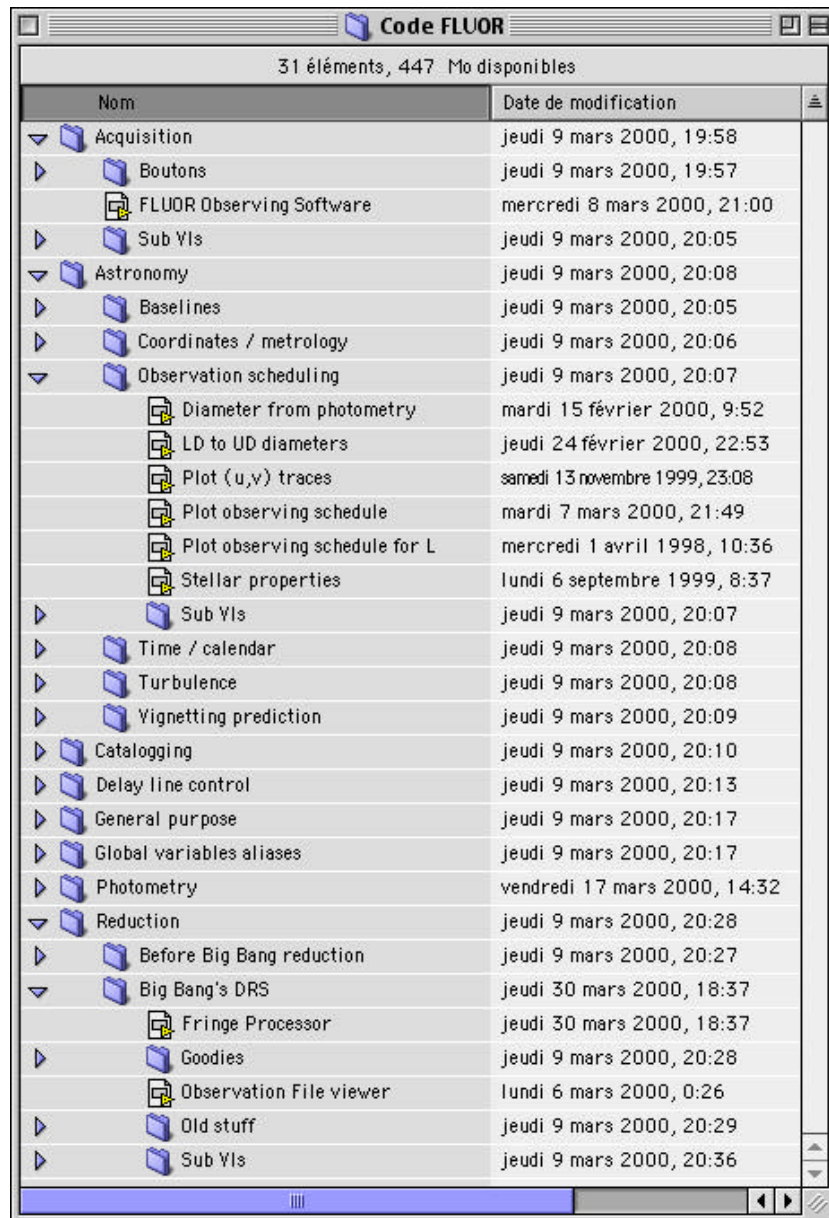 Code FLUOR
31 éléments, 447 Mo disponibles
Nom Date de modification
Acquisition jeudi 9 mars 2000, 19:58
Boutons jeudi 9 mars 2000, 19:57
FLUOR Observing Software mercredi 8 mars 2000, 21:00
Sub VIs jeudi 9 mars 2000, 20:05
Astronomy jeudi 9 mars 2000, 20:08
Baselines jeudi 9 mars 2000, 20:05
Coordinates / metrology jeudi 9 mars 2000, 20:06
Observation scheduling jeudi 9 mars 2000, 20:07
Diameter from photometry mardi 15 février 2000, 9:52
LD to UD diameters jeudi 24 février 2000, 22:53
Plot (u,v) traces samedi 13 novembre 1999, 23:08
Plot observing schedule mardi 7 mars 2000, 21:49
Plot observing schedule for L mercredi 1 avril 1998, 10:36
Stellar properties lundi 6 septembre 1999, 8:37
Sub VIs jeudi 9 mars 2000, 20:07
Time / calendar jeudi 9 mars 2000, 20:08
Turbulence jeudi 9 mars 2000, 20:08
Vignetting prediction jeudi 9 mars 2000, 20:09
Catalogging jeudi 9 mars 2000, 20:10
Delay line control jeudi 9 mars 2000, 20:13
General purpose jeudi 9 mars 2000, 20:17
Global variables aliases jeudi 9 mars 2000, 20:17
Photometry vendredi 17 mars 2000, 14:32
Reduction jeudi 9 mars 2000, 20:28
Before Big Bang reduction jeudi 9 mars 2000, 20:27
Big Bang's DRS jeudi 30 mars 2000, 18:37
Fringe Processor jeudi 30 mars 2000, 18:37
Goodies jeudi 9 mars 2000, 20:28
Observation File viewer lundi 6 mars 2000, 0:26
Old stuff jeudi 9 mars 2000, 20:29
Sub VIs jeudi 9 mars 2000, 20:36